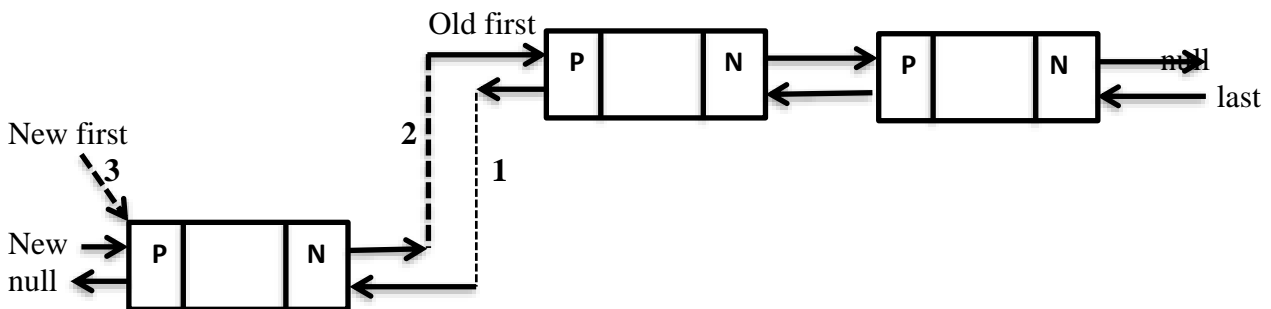 Old first
P N P N null
last
New first
2
1
3
New
P N
null